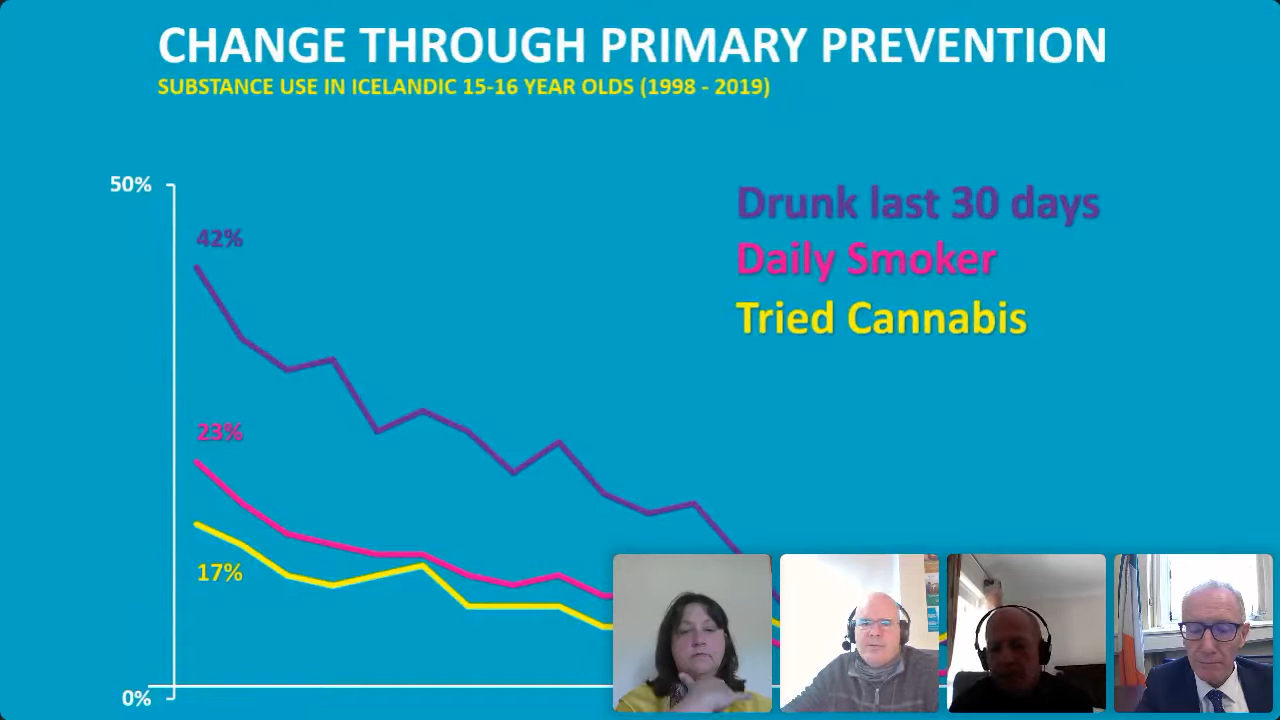 CHANGE THROUGH PRIMARY PREVENTION
SUBSTANCE USE IN ICELANDIC 15-16 YEAR OLDS (1998 - 2019)
50%
Drunk last 30 days
42%
Daily Smoker
Tried Cannabis
23%
17%
0%